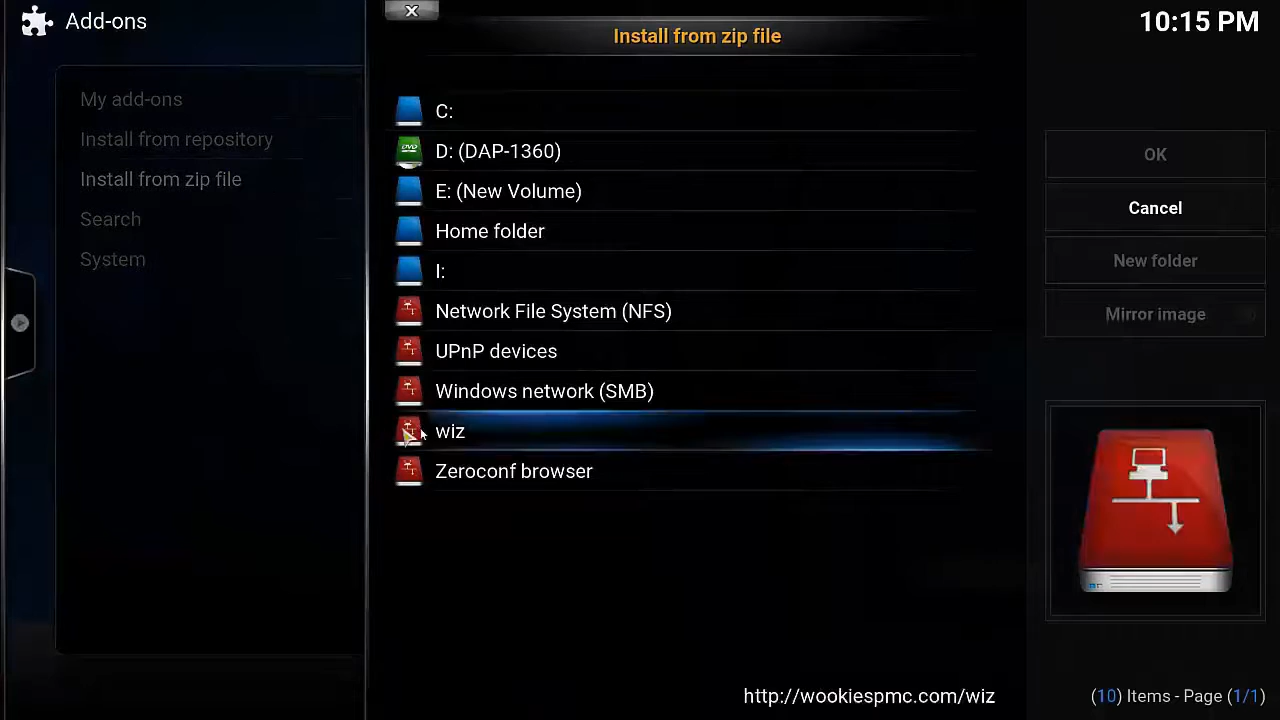 Add-ons
Install from zip file
10:15 PM
My add-ons
Install from repository
Install from zip file
Search
System
C:
DVD
D: (DAP-1360)
E: (New Volume)
Home folder
I:
Network File System (NFS)
UPnP devices
Windows network (SMB)
wiz
Zeroconf browser
OK
Cancel
New folder
Mirror image
http://wookiespmc.com/wiz
(10) Items - Page (1/1)